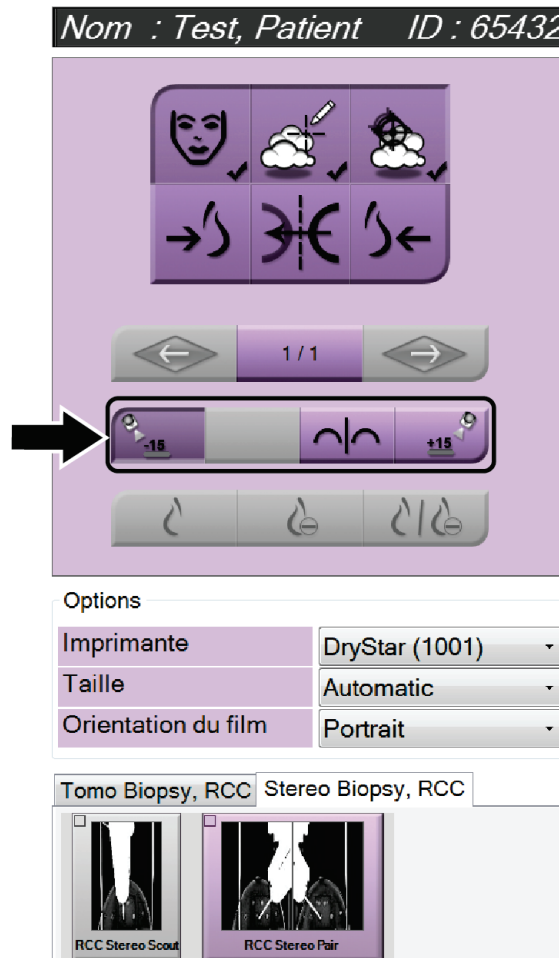 Nom : Test, Patient ID : 65432
1 / 1
-15 +15
Options
Imprimante DryStar (1001)
Taille Automatic
Orientation du film Portrait
Tomo Biopsy, RCC Stereo Biopsy, RCC
RCC Stereo Scout RCC Stereo Pair